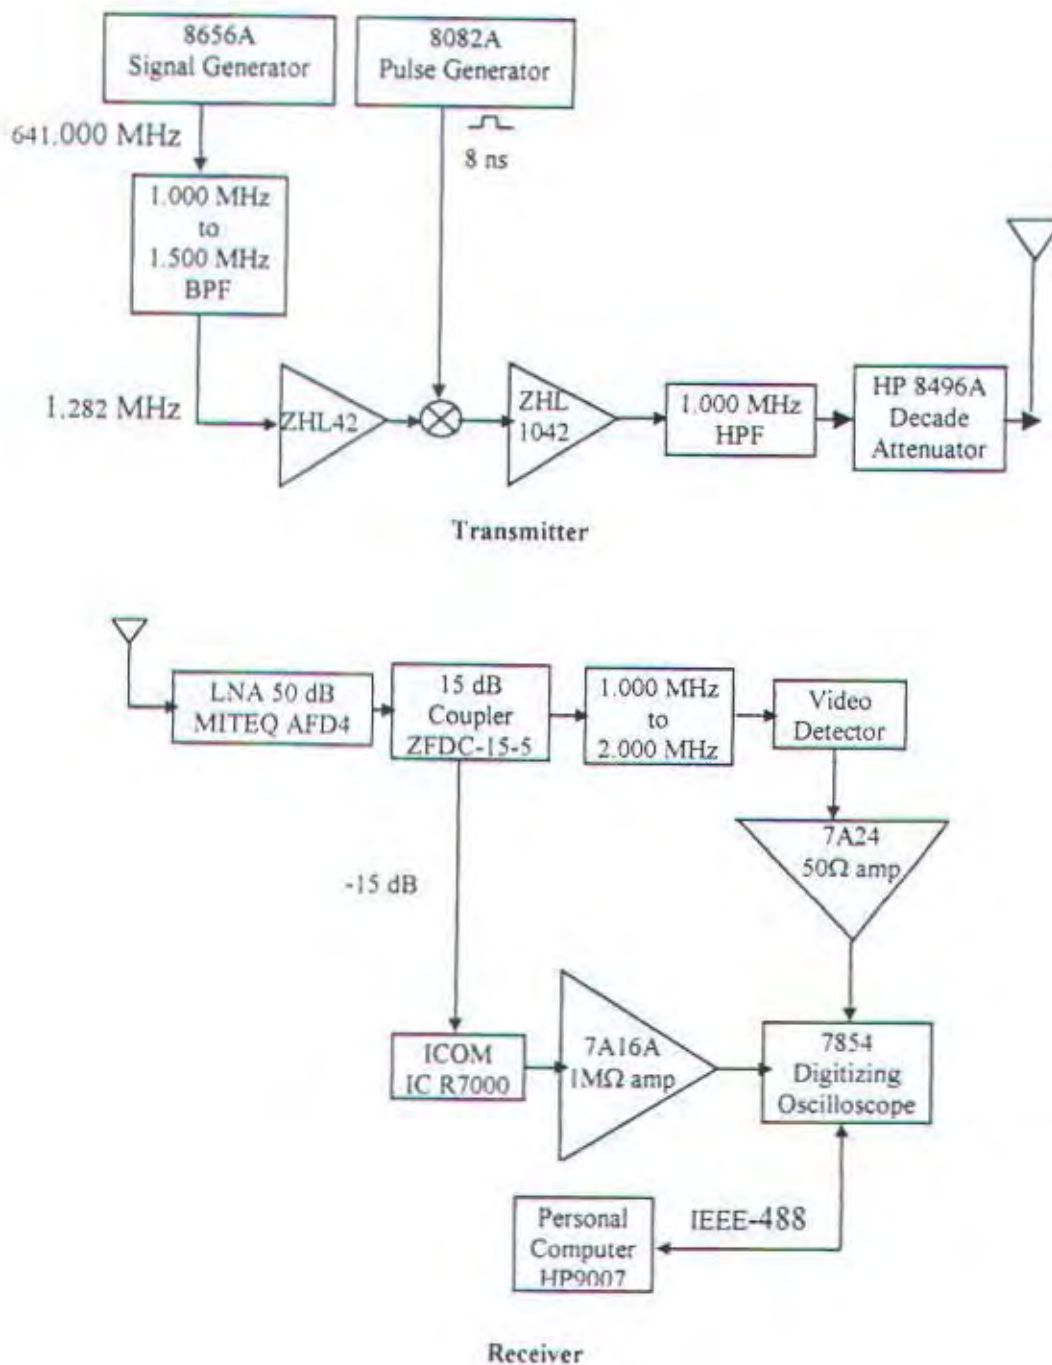 8656A
Signal Generator
8082A
Pulse Generator
641.000 MHz
8 ns
1.000 MHz
to
1.500 MHz
BPF
1.282 MHz
ZHL42
ZHL
1042
1.000 MHz
HPF
HP 8496A
Decade
Attenuator
Transmitter
LNA 50 dB
MITEQ AFD4
15 dB
Coupler
ZFDC-15-5
1.000 MHz
to
2.000 MHz
Video
Detector
7A24
50Ω amp
-15 dB
ICOM
IC R7000
7A16A
1MΩ amp
7854
Digitizing
Oscilloscope
IEEE-488
Personal
Computer
HP9007
Receiver